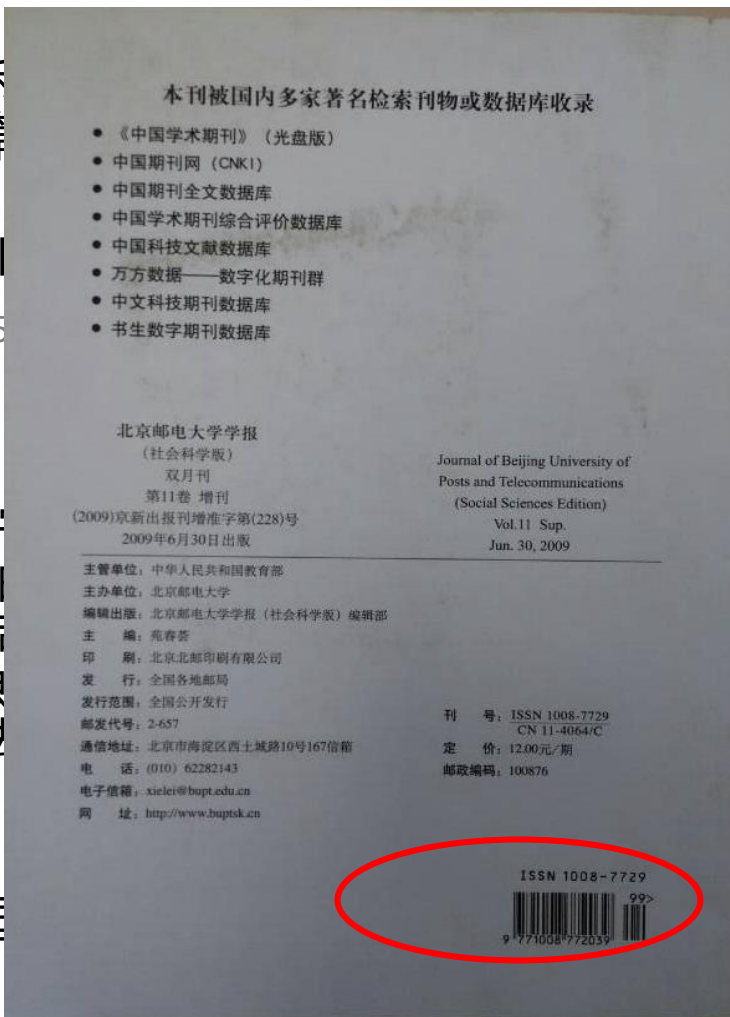 本刊被国内多家著名检索刊物或数据库收录
● 《中国学术期刊》（光盘版）
● 中国期刊网（CNKI）
● 中国期刊全文数据库
● 中国学术期刊综合评价数据库
● 中国科技文献数据库
● 万方数据——数字化期刊群
● 中文科技期刊数据库
● 书生数字期刊数据库
北京邮电大学学报
（社会科学版）
双月刊
第11卷 增刊
(2009)京新出报刊增准字第(228)号
2009年6月30日出版
Journal of Beijing University of
Posts and Telecommunications
(Social Sciences Edition)
Vol.11 Sup.
Jun. 30, 2009
主管单位：中华人民共和国教育部
主办单位：北京邮电大学
编辑出版：北京邮电大学学报（社会科学版）编辑部
主 编：苑春荟
印 刷：北京北邮印刷有限公司
发 行：全国各地邮局
发行范围：全国公开发行
邮发代号：2-657
通信地址：北京市海淀区西土城路10号167信箱
电 话：(010) 62282143
电子信箱：xielei@bupt.edu.cn
网 址：http://www.buptsk.cn
刊 号：ISSN 1008-7729
CN 11-4064/C
定 价：12.00元/期
邮政编码：100876
ISSN 1008-7729
99>
9 771008 772039